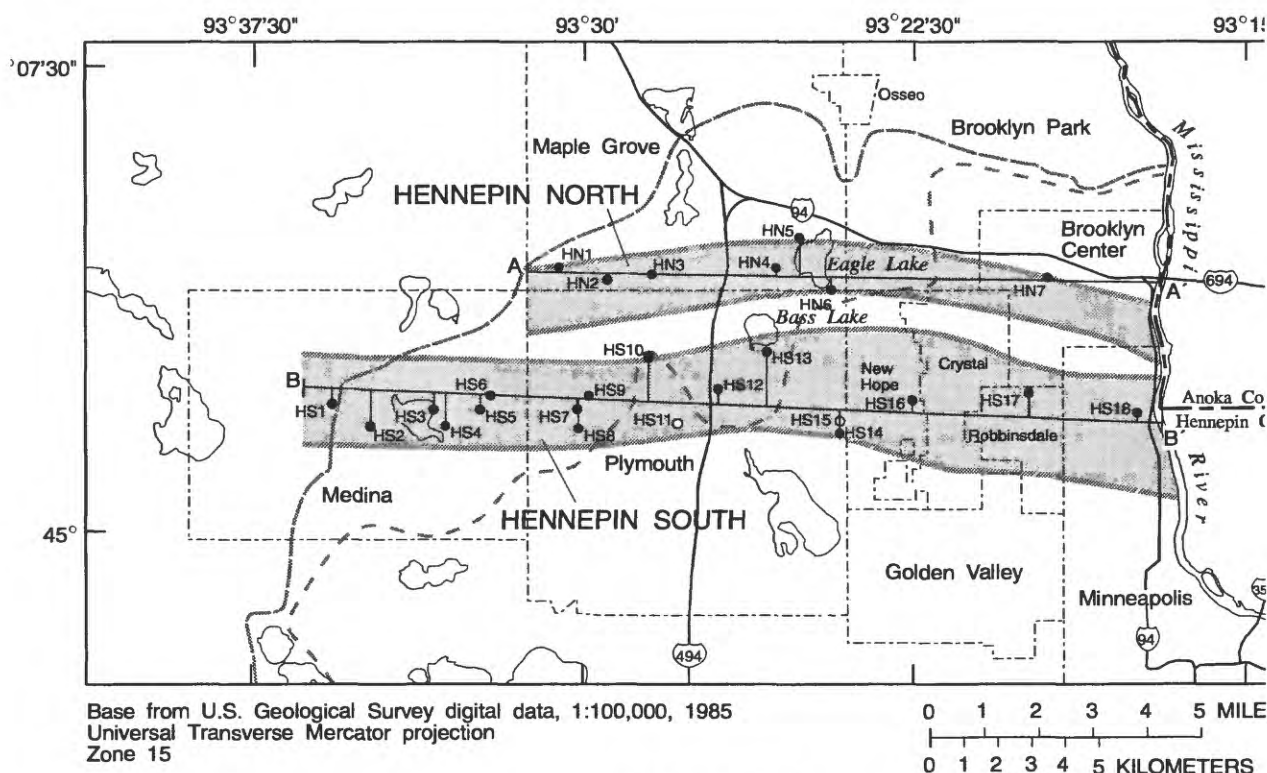 93°37'30" 93°30' 93°22'30" 93°15
°07'30"
Osseo
Brooklyn Park
Maple Grove
Mississippi
HENNEPIN NORTH
94
Brooklyn
Center
HN5
A HN1 HN3 HN4 Eagle Lake
HN2 HN6 HN7 A' 694
Bass Lake
HS10 HS13
B HS6 HS9 HS12 New Hope Crystal
HS1 HS3 HS5 HS7 HS16 HS17 HS18 Anoka Co
HS2 HS4 HS8 HS11 HS15 HS14 Robbinsdale Hennepin C
B'
Plymouth
River
Medina
HENNEPIN SOUTH
45°
Golden Valley
Minneapolis
35
494 94
Base from U.S. Geological Survey digital data, 1:100,000, 1985
Universal Transverse Mercator projection
Zone 15
0 1 2 3 4 5 MILE
0 1 2 3 4 5 KILOMETERS